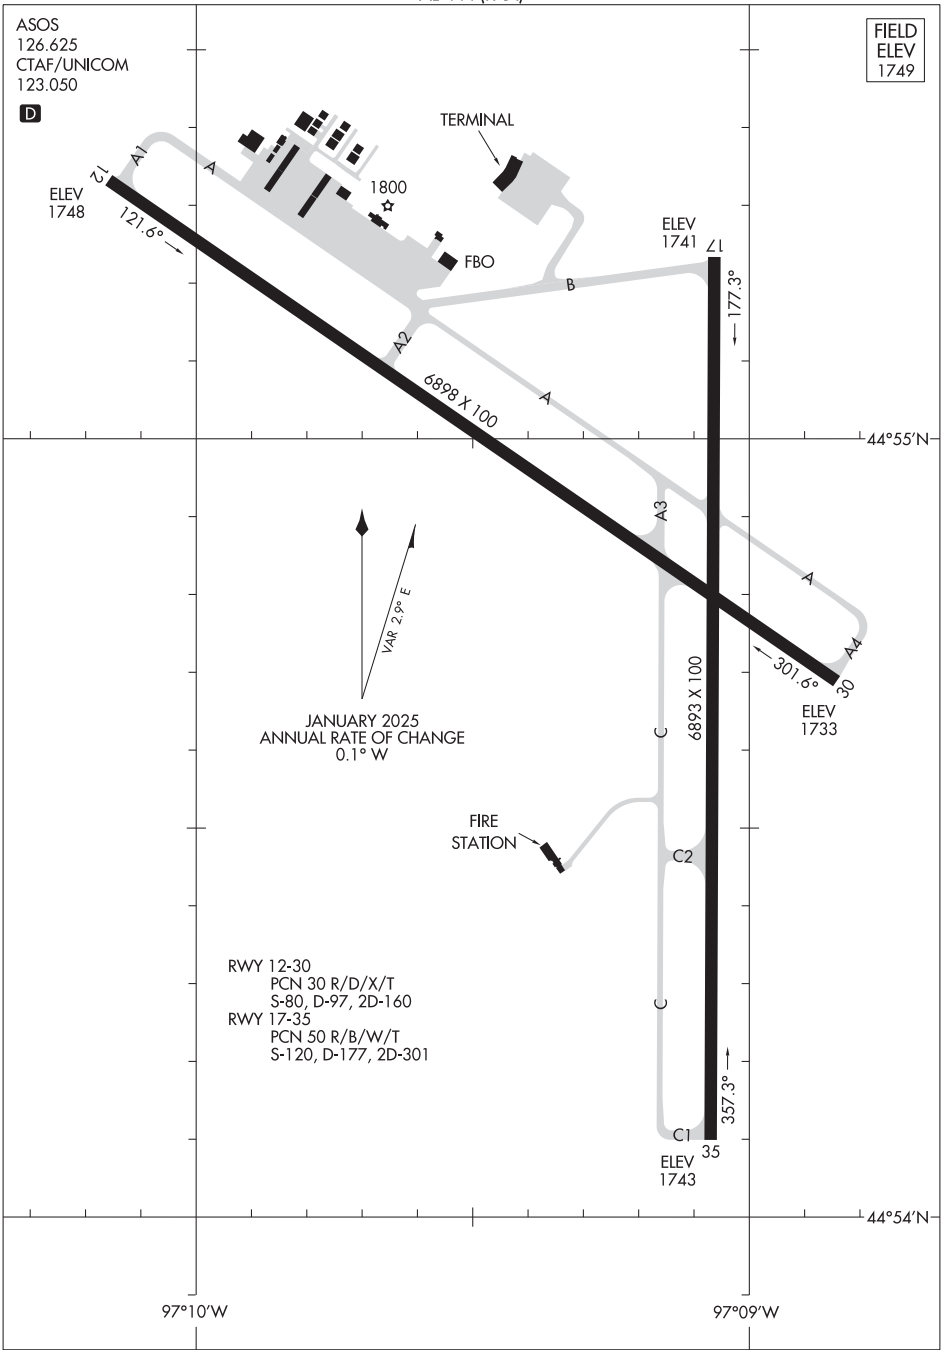 ASOS
126.625
CTAF/UNICOM
123.050
D
FIELD
ELEV
1749
TERMINAL
A1
A
12
ELEV
1748
121.6°
1800
FBO
ELEV
1741
17
177.3°
B
A2
6898 X 100
A
44°55'N
A3
A
VAR 2.9° E
A4
301.6°
30
ELEV
1733
6893 X 100
JANUARY 2025
ANNUAL RATE OF CHANGE
0.1° W
C
FIRE
STATION
C2
RWY 12-30
PCN 30 R/D/X/T
S-80, D-97, 2D-160
RWY 17-35
PCN 50 R/B/W/T
S-120, D-177, 2D-301
C
357.3°
C1
35
ELEV
1743
44°54'N
97°10'W
97°09'W